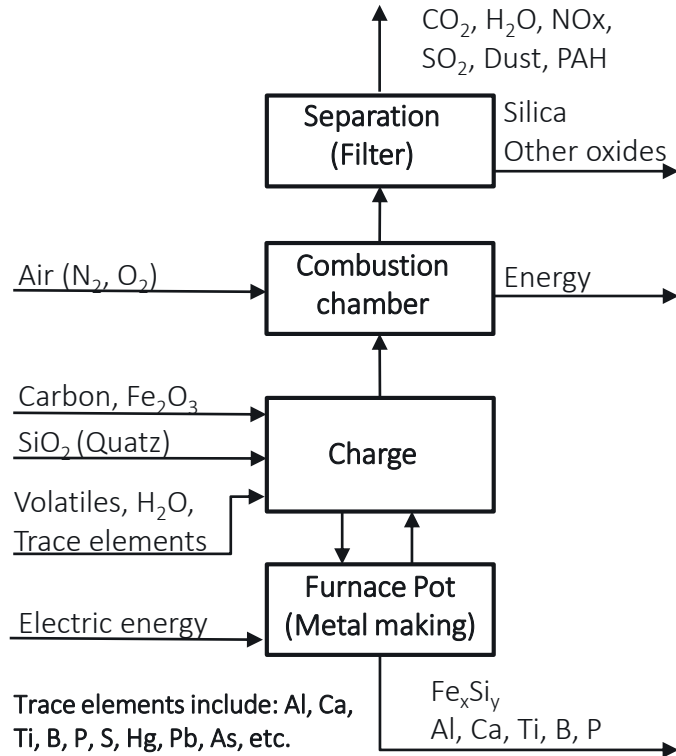 CO₂, H₂O, NOx,
SO₂, Dust, PAH
Separation
(Filter)
Silica
Other oxides
Air (N₂, O₂)
Combustion
chamber
Energy
Carbon, Fe₂O₃
SiO₂ (Quatz)
Charge
Volatiles, H₂O,
Trace elements
Furnace Pot
(Metal making)
Electric energy
FeₓSiᵧ
Al, Ca, Ti, B, P
Trace elements include: Al, Ca,
Ti, B, P, S, Hg, Pb, As, etc.